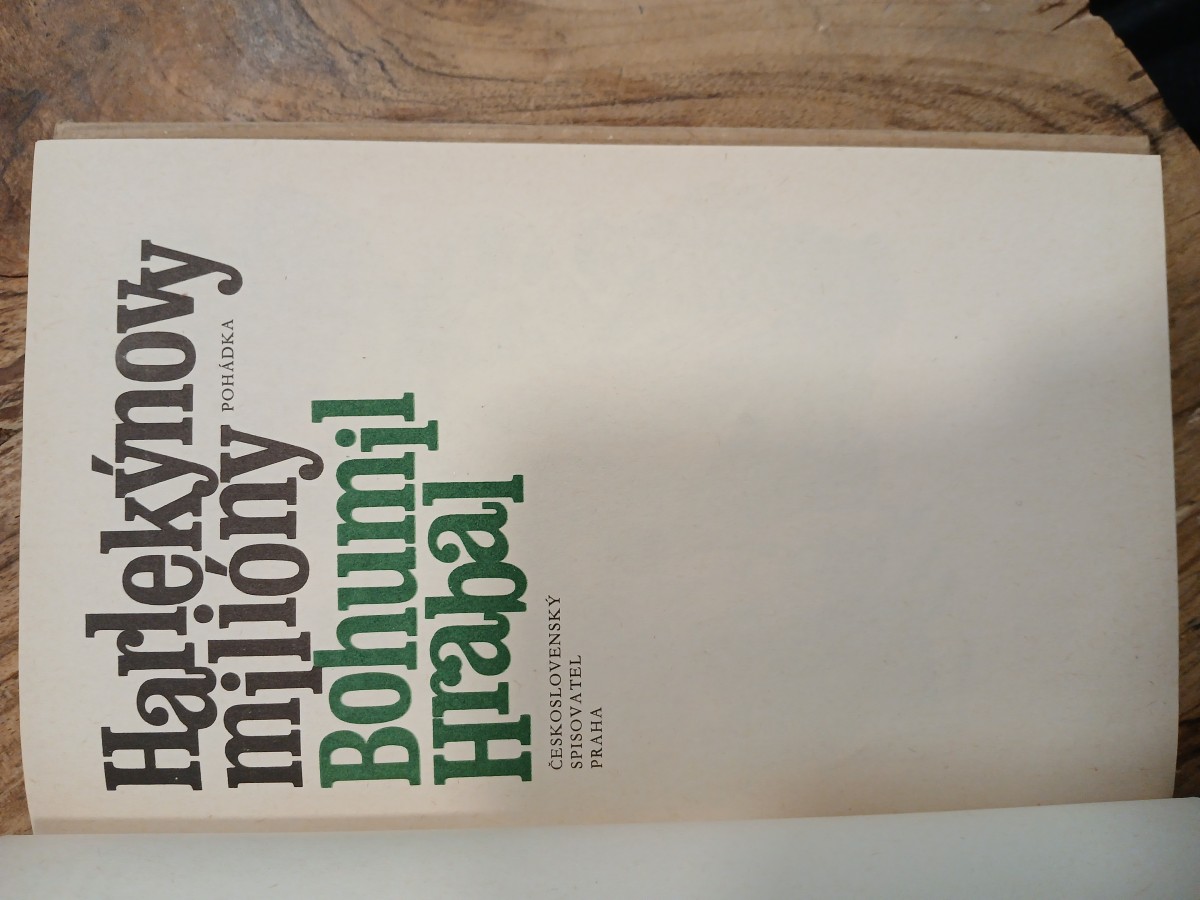 Harlekýnovy
milióny POHÁDKA
Bohumil
Hrabal
ČESKOSLOVENSKÝ
SPISOVATEL
PRAHA